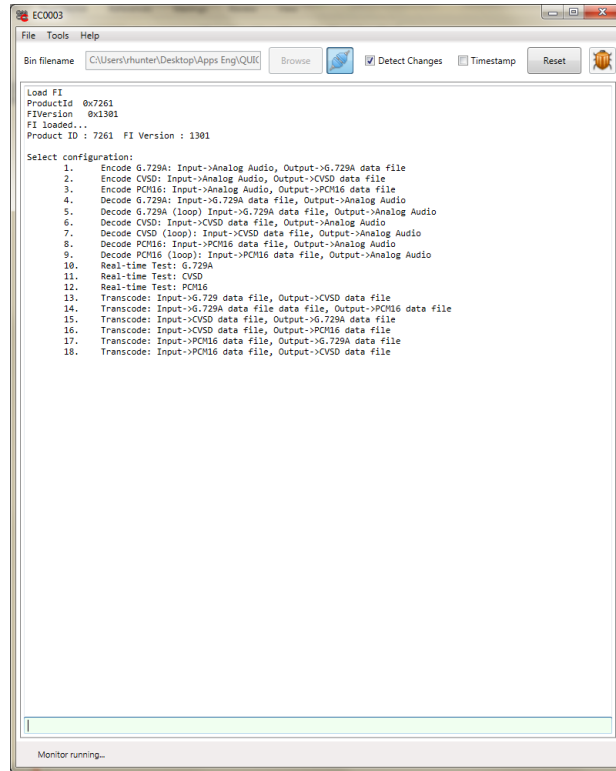 EC0003
File Tools Help
Bin filename C:\Users\rhunter\Desktop\Apps Eng\QUIC Browse Detect Changes Timestamp Reset
Load FI
ProductId 0x7261
FIVersion 0x1301
FI loaded...
Product ID : 7261 FI Version : 1301
Select configuration:
1. Encode G.729A: Input->Analog Audio, Output->G.729A data file
2. Encode CVSD: Input->Analog Audio, Output->CVSD data file
3. Encode PCM16: Input->Analog Audio, Output->PCM16 data file
4. Decode G.729A: Input->G.729A data file, Output->Analog Audio
5. Decode G.729A (loop) Input->G.729A data file, Output->Analog Audio
6. Decode CVSD: Input->CVSD data file, Output->Analog Audio
7. Decode CVSD (loop): Input->CVSD data file, Output->Analog Audio
8. Decode PCM16: Input->PCM16 data file, Output->Analog Audio
9. Decode PCM16 (loop): Input->PCM16 data file, Output->Analog Audio
10. Real-time Test: G.729A
11. Real-time Test: CVSD
12. Real-time Test: PCM16
13. Transcode: Input->G.729 data file, Output->CVSD data file
14. Transcode: Input->G.729A data file data file, Output->PCM16 data file
15. Transcode: Input->CVSD data file, Output->G.729A data file
16. Transcode: Input->CVSD data file, Output->PCM16 data file
17. Transcode: Input->PCM16 data file, Output->G.729A data file
18. Transcode: Input->PCM16 data file, Output->CVSD data file
Monitor running...